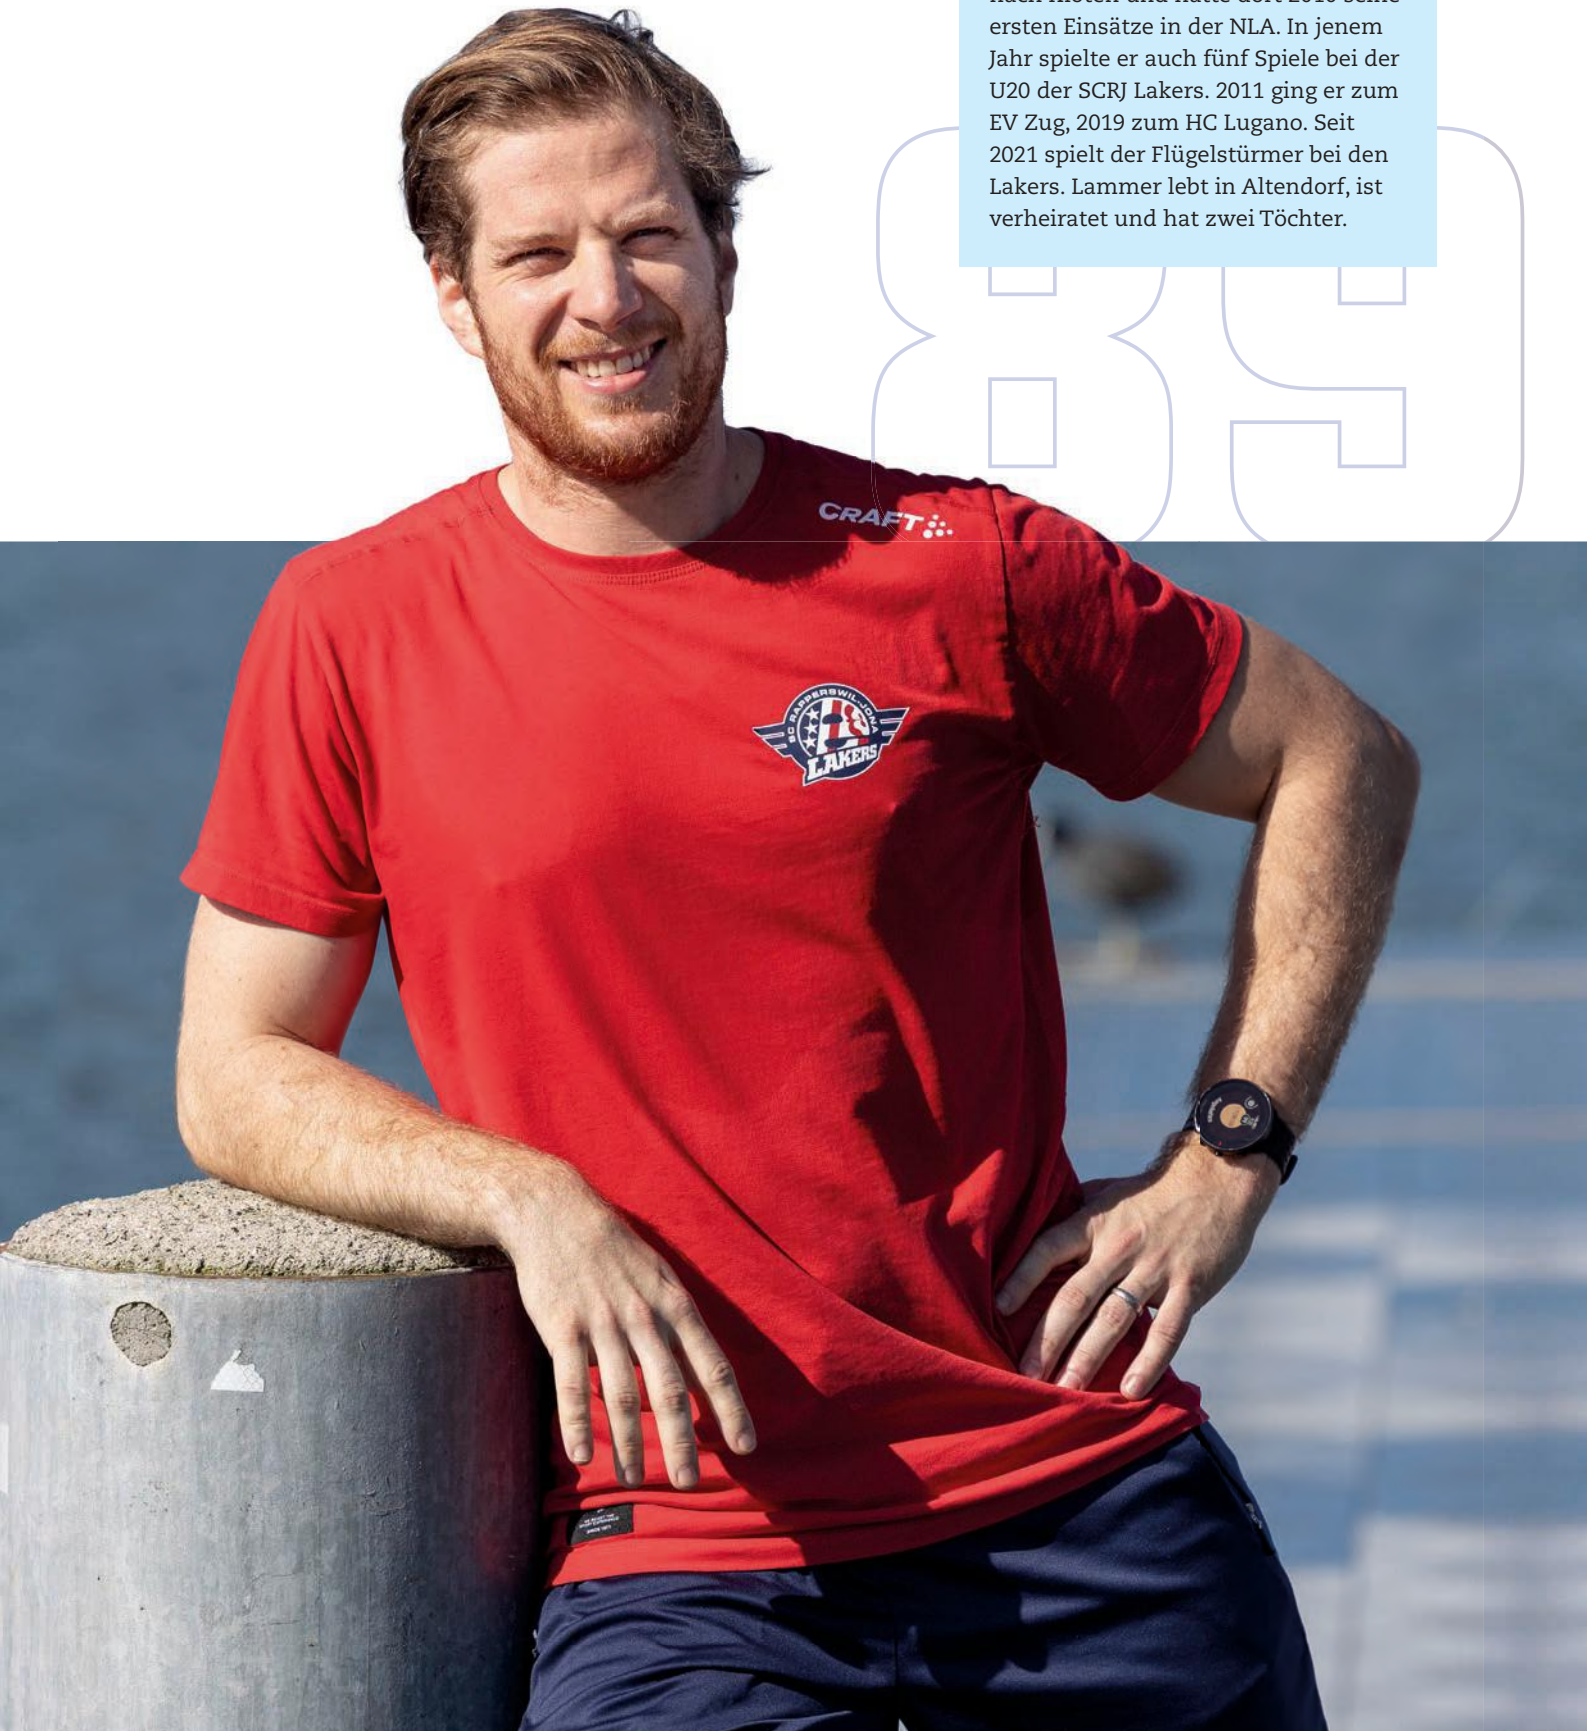 ersten Einsätze in der NLA. In jenem
Jahr spielte er auch fünf Spiele bei der
U20 der SCRJ Lakers. 2011 ging er zum
EV Zug, 2019 zum HC Lugano. Seit
2021 spielt der Flügelstürmer bei den
Lakers. Lammer lebt in Altendorf, ist
verheiratet und hat zwei Töchter.
89
CRAFT
SC RAPPERSWIL-JONA
LAKERS